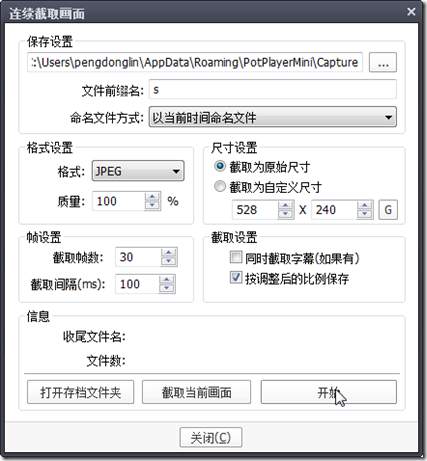 连续截取画面
保存设置
:\Users\pengdonglin\AppData\Roaming\PotPlayerMini\Capture
...
文件前缀名: s
命名文件方式: 以当前时间命名文件
格式设置
格式: JPEG
质量: 100 %
尺寸设置
截取为原始尺寸
截取为自定义尺寸
528 X 240 G
帧设置
截取帧数: 30
截取间隔(ms): 100
截取设置
同时截取字幕(如果有)
按调整后的比例保存
信息
收尾文件名:
文件数:
打开存档文件夹 截取当前画面 开始
关闭(C)